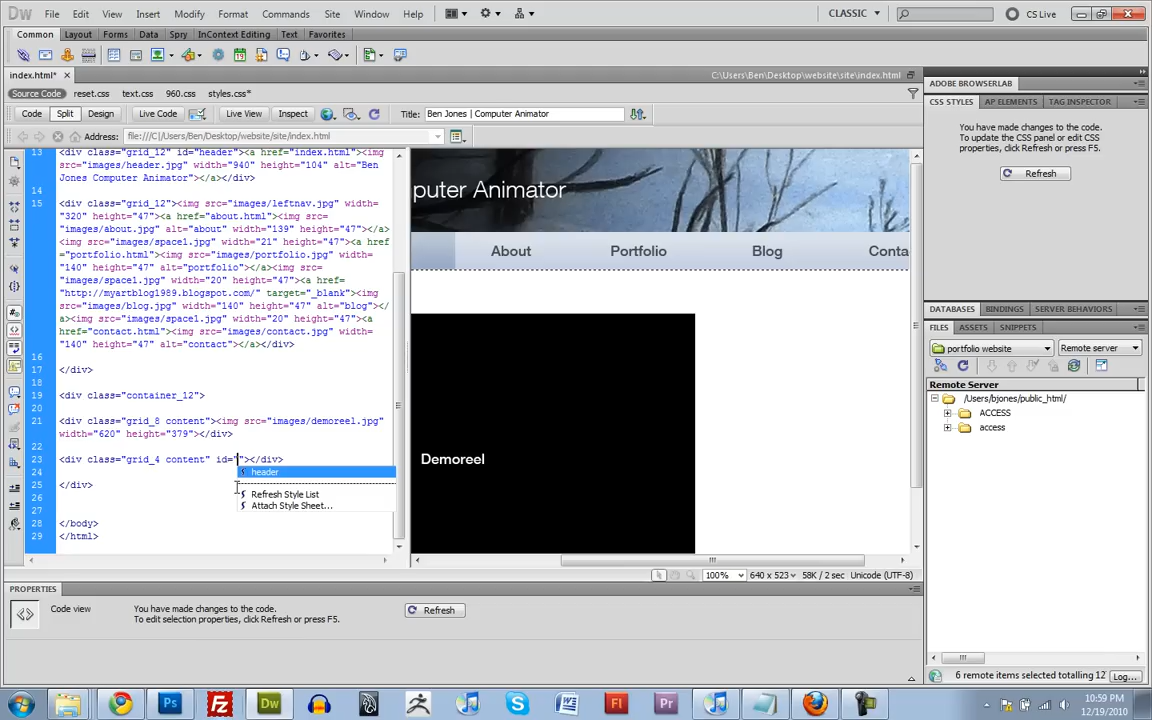 Dw File Edit View Insert Modify Format Commands Site Window Help CLASSIC CS Live
Common Layout Forms Data Spry InContext Editing Text Favorites
index.html* × C:\Users\Ben\Desktop\website\site\index.html
Source Code reset.css text.css 960.css styles.css*
Code Split Design Live Code Live View Inspect Title: Ben Jones | Computer Animator
Address: file:///C|/Users/Ben/Desktop/website/site/index.html
13 <div class="grid_12" id="header"><a href="index.html"><img
src="images/header.jpg" width="940" height="104" alt="Ben
Jones Computer Animator"></a></div>
14
15 <div class="grid_12"><img src="images/leftnav.jpg" width=
"320" height="47"><a href="about.html"><img src=
"images/about.jpg" alt="about" width="139" height="47"></a>
<img src="images/space1.jpg" width="21" height="47"><a href
="portfolio.html"><img src="images/portfolio.jpg" width=
"140" height="47" alt="portfolio"></a><img src=
"images/space1.jpg" width="20" height="47"><a href=
"http://myartblog1989.blogspot.com/" target="_blank"><img
src="images/blog.jpg" width="140" height="47" alt="blog"></
a><img src="images/space1.jpg" width="20" height="47"><a
href="contact.html"><img src="images/contact.jpg" width=
"140" height="47" alt="contact"></a></div>
16
17 </div>
18
19 <div class="container_12">
20
21 <div class="grid_8 content"><img src="images/demoreel.jpg"
width="620" height="379"></div>
22
23 <div class="grid_4 content" id=""></div>
24 header
25 </div>
Refresh Style List
26
Attach Style Sheet...
27
28 </body>
29 </html>
puter Animator
About Portfolio Blog Conta
Demoreel
100% 640 x 523 58K / 2 sec Unicode (UTF-8)
PROPERTIES
Code view You have made changes to the code.
To edit selection properties, click Refresh or press F5.
Refresh
ADOBE BROWSERLAB
CSS STYLES AP ELEMENTS TAG INSPECTOR
You have made changes to the code.
To update the CSS panel or edit CSS
properties, click Refresh or press F5.
Refresh
DATABASES BINDINGS SERVER BEHAVIORS
FILES ASSETS SNIPPETS
portfolio website Remote server
Remote Server
/Users/bjones/public_html/
ACCESS
access
6 remote items selected totalling 12 Log...
Ps Fz Dw S W Fl Pr
10:59 PM
12/19/2010